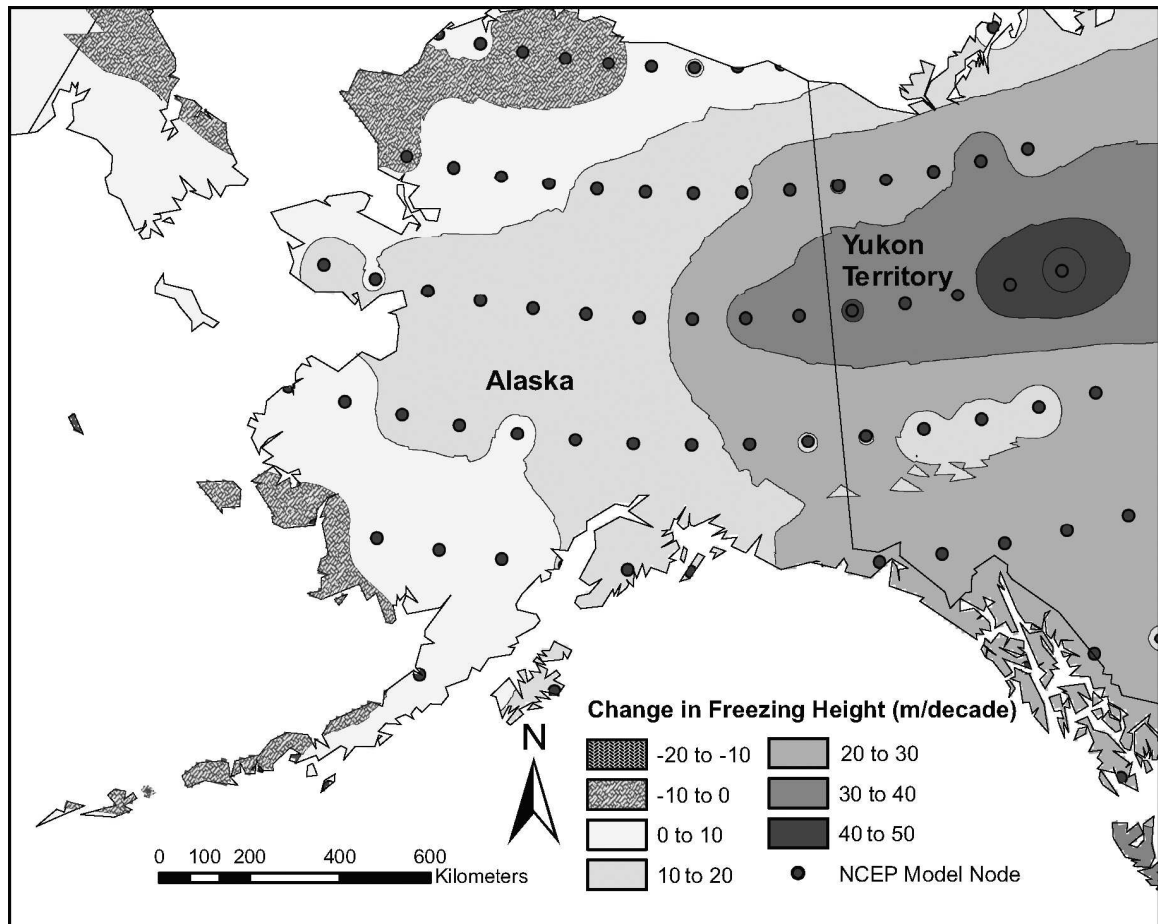 Yukon
Territory
Alaska
N
Change in Freezing Height (m/decade)
-20 to -10
-10 to 0
0 to 10
10 to 20
20 to 30
30 to 40
40 to 50
NCEP Model Node
0 100 200 400 600
Kilometers